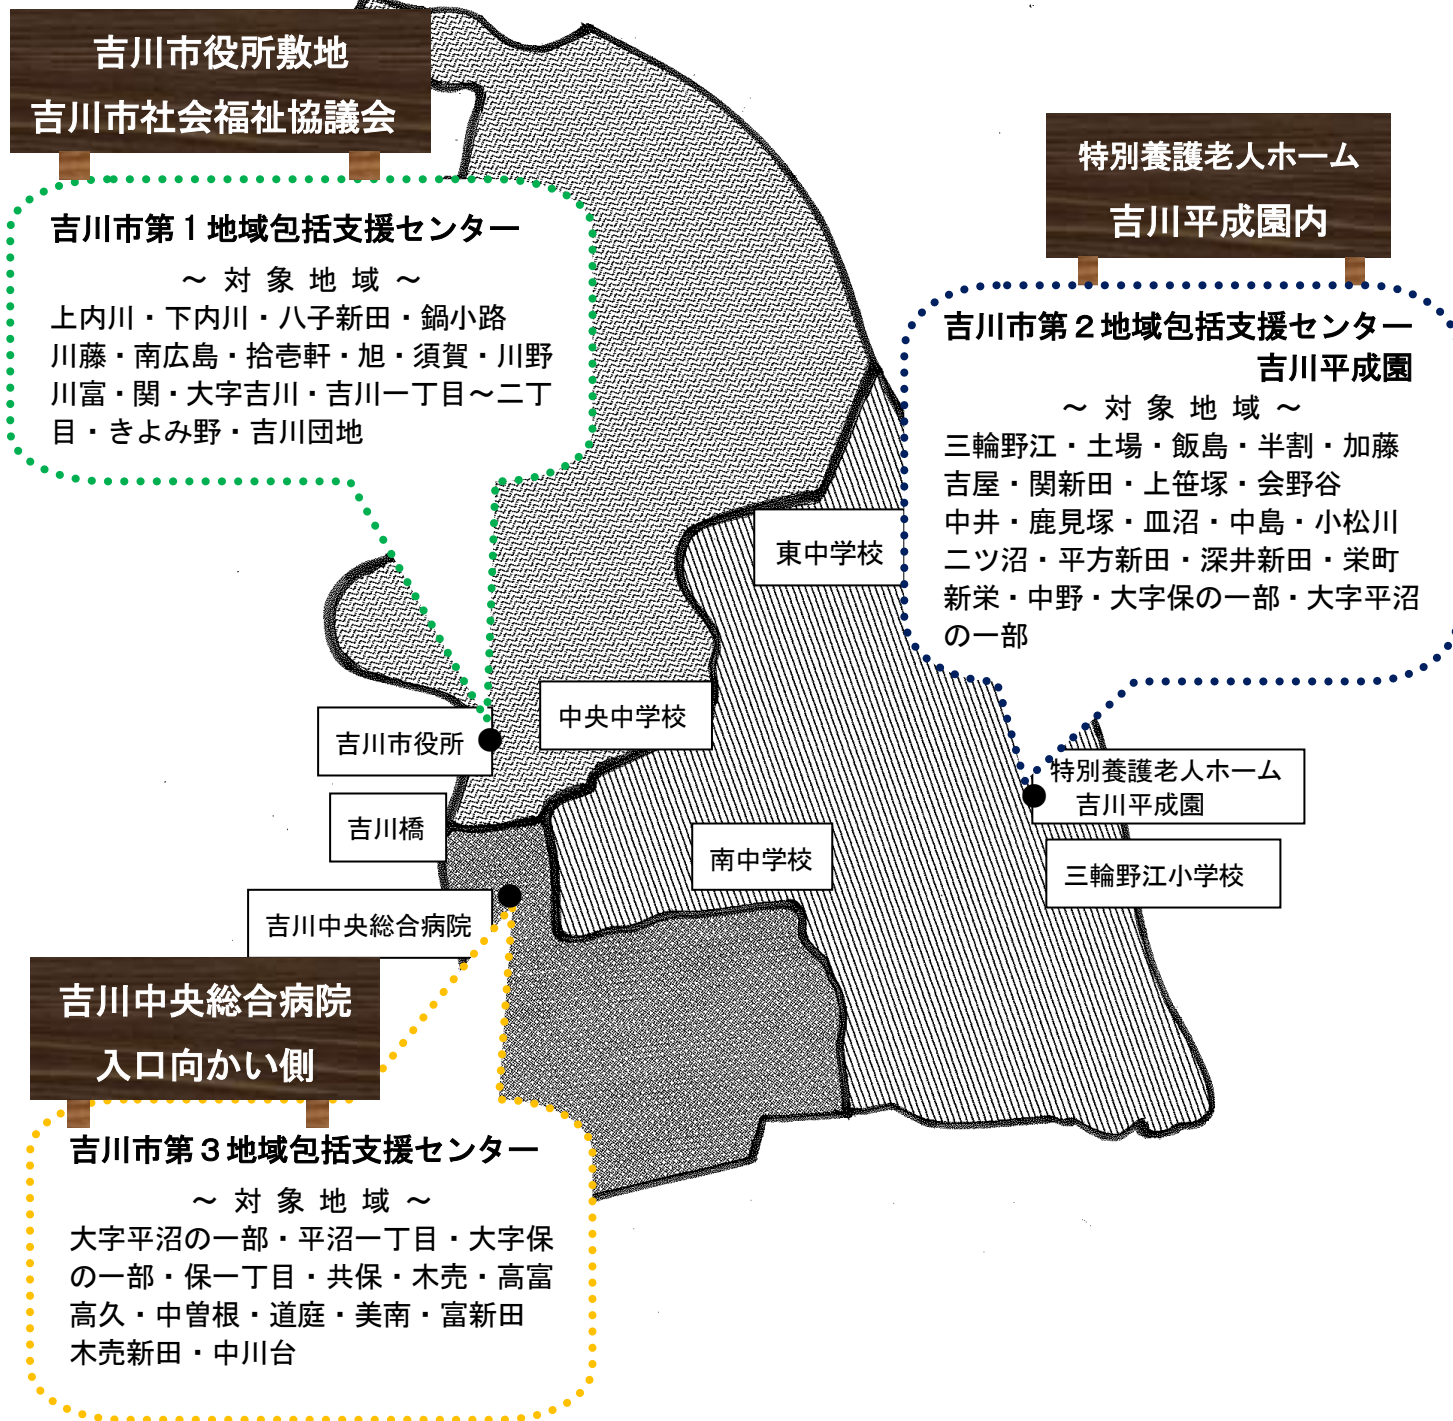 吉川市役所敷地
吉川市社会福祉協議会
吉川市第１地域包括支援センター
～ 対 象 地 域 ～
上内川・下内川・八子新田・鍋小路
川藤・南広島・拾壱軒・旭・須賀・川野
川富・関・大字吉川・吉川一丁目～二丁
目・きよみ野・吉川団地
特別養護老人ホーム
吉川平成園内
吉川市第２地域包括支援センター
吉川平成園
～ 対 象 地 域 ～
三輪野江・土場・飯島・半割・加藤
吉屋・関新田・上笹塚・会野谷
中井・鹿見塚・皿沼・中島・小松川
二ツ沼・平方新田・深井新田・栄町
新栄・中野・大字保の一部・大字平沼
の一部
東中学校
中央中学校
吉川市役所
特別養護老人ホーム
吉川平成園
吉川橋
南中学校
三輪野江小学校
吉川中央総合病院
吉川中央総合病院
入口向かい側
吉川市第３地域包括支援センター
～ 対 象 地 域 ～
大字平沼の一部・平沼一丁目・大字保
の一部・保一丁目・共保・木売・高富
高久・中曽根・道庭・美南・富新田
木売新田・中川台